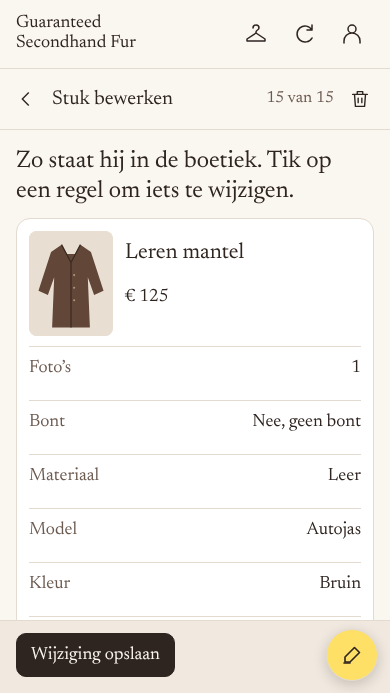 Guaranteed
Secondhand Fur
Stuk bewerken
15 van 15
Zo staat hij in de boetiek. Tik op
een regel om iets te wijzigen.
Leren mantel
€ 125
Foto’s 1
Bont Nee, geen bont
Materiaal Leer
Model Autojas
Kleur Bruin
Wijziging opslaan